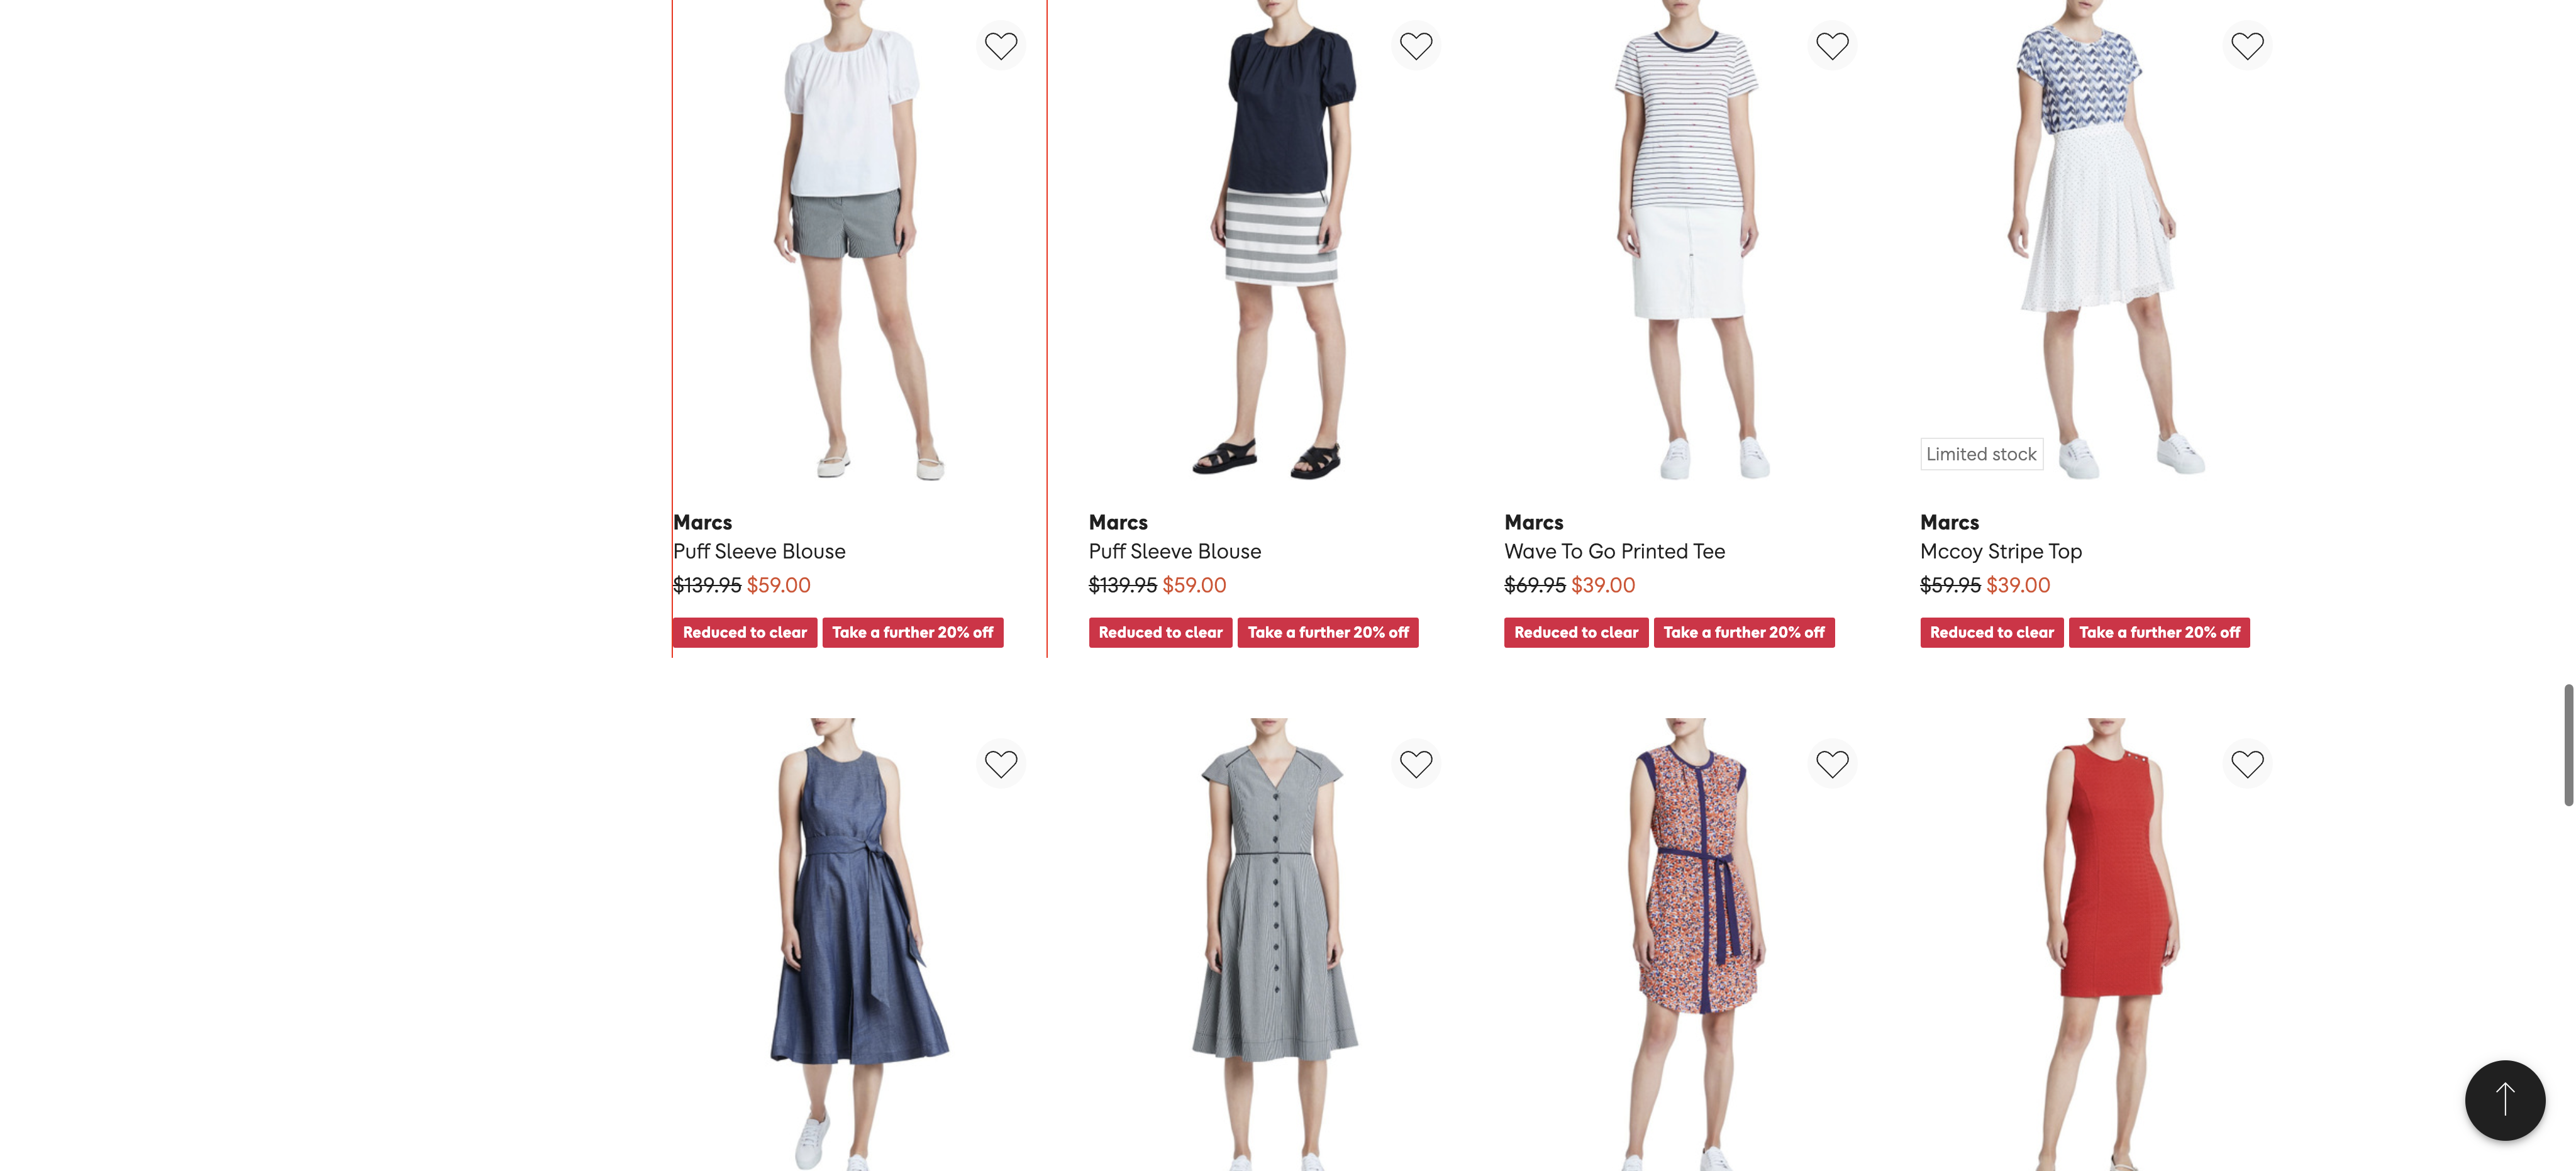 Limited stock
Marcs
Puff Sleeve Blouse
$139.95 $59.00
Reduced to clear Take a further 20% off
Marcs
Puff Sleeve Blouse
$139.95 $59.00
Reduced to clear Take a further 20% off
Marcs
Wave To Go Printed Tee
$69.95 $39.00
Reduced to clear Take a further 20% off
Marcs
Mccoy Stripe Top
$59.95 $39.00
Reduced to clear Take a further 20% off